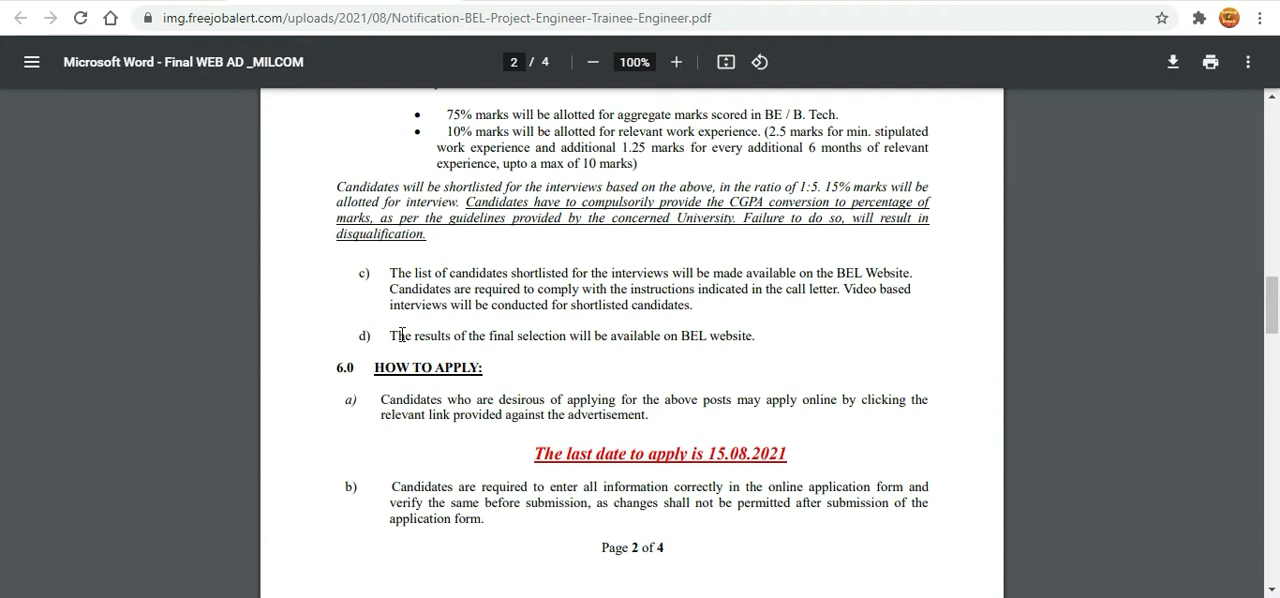 img.freejobalert.com/uploads/2021/08/Notification-BEL-Project-Engineer-Trainee-Engineer.pdf
Microsoft Word - Final WEB AD _MILCOM
2 / 4
100%
• 75% marks will be allotted for aggregate marks scored in BE / B. Tech.
• 10% marks will be allotted for relevant work experience. (2.5 marks for min. stipulated
work experience and additional 1.25 marks for every additional 6 months of relevant
experience, upto a max of 10 marks)
Candidates will be shortlisted for the interviews based on the above, in the ratio of 1:5. 15% marks will be
allotted for interview. Candidates have to compulsorily provide the CGPA conversion to percentage of
marks, as per the guidelines provided by the concerned University. Failure to do so, will result in
disqualification.
c) The list of candidates shortlisted for the interviews will be made available on the BEL Website.
Candidates are required to comply with the instructions indicated in the call letter. Video based
interviews will be conducted for shortlisted candidates.
d) The results of the final selection will be available on BEL website.
6.0 HOW TO APPLY:
a) Candidates who are desirous of applying for the above posts may apply online by clicking the
relevant link provided against the advertisement.
The last date to apply is 15.08.2021
b) Candidates are required to enter all information correctly in the online application form and
verify the same before submission, as changes shall not be permitted after submission of the
application form.
Page 2 of 4